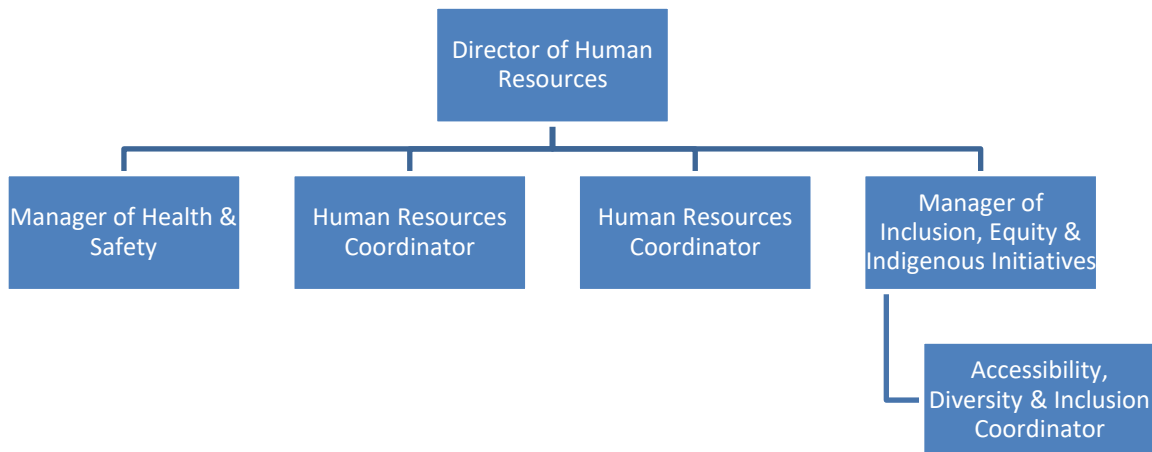 Director of Human
Resources
Manager of Health &
Safety
Human Resources
Coordinator
Human Resources
Coordinator
Manager of
Inclusion, Equity &
Indigenous Initiatives
Accessibility,
Diversity & Inclusion
Coordinator